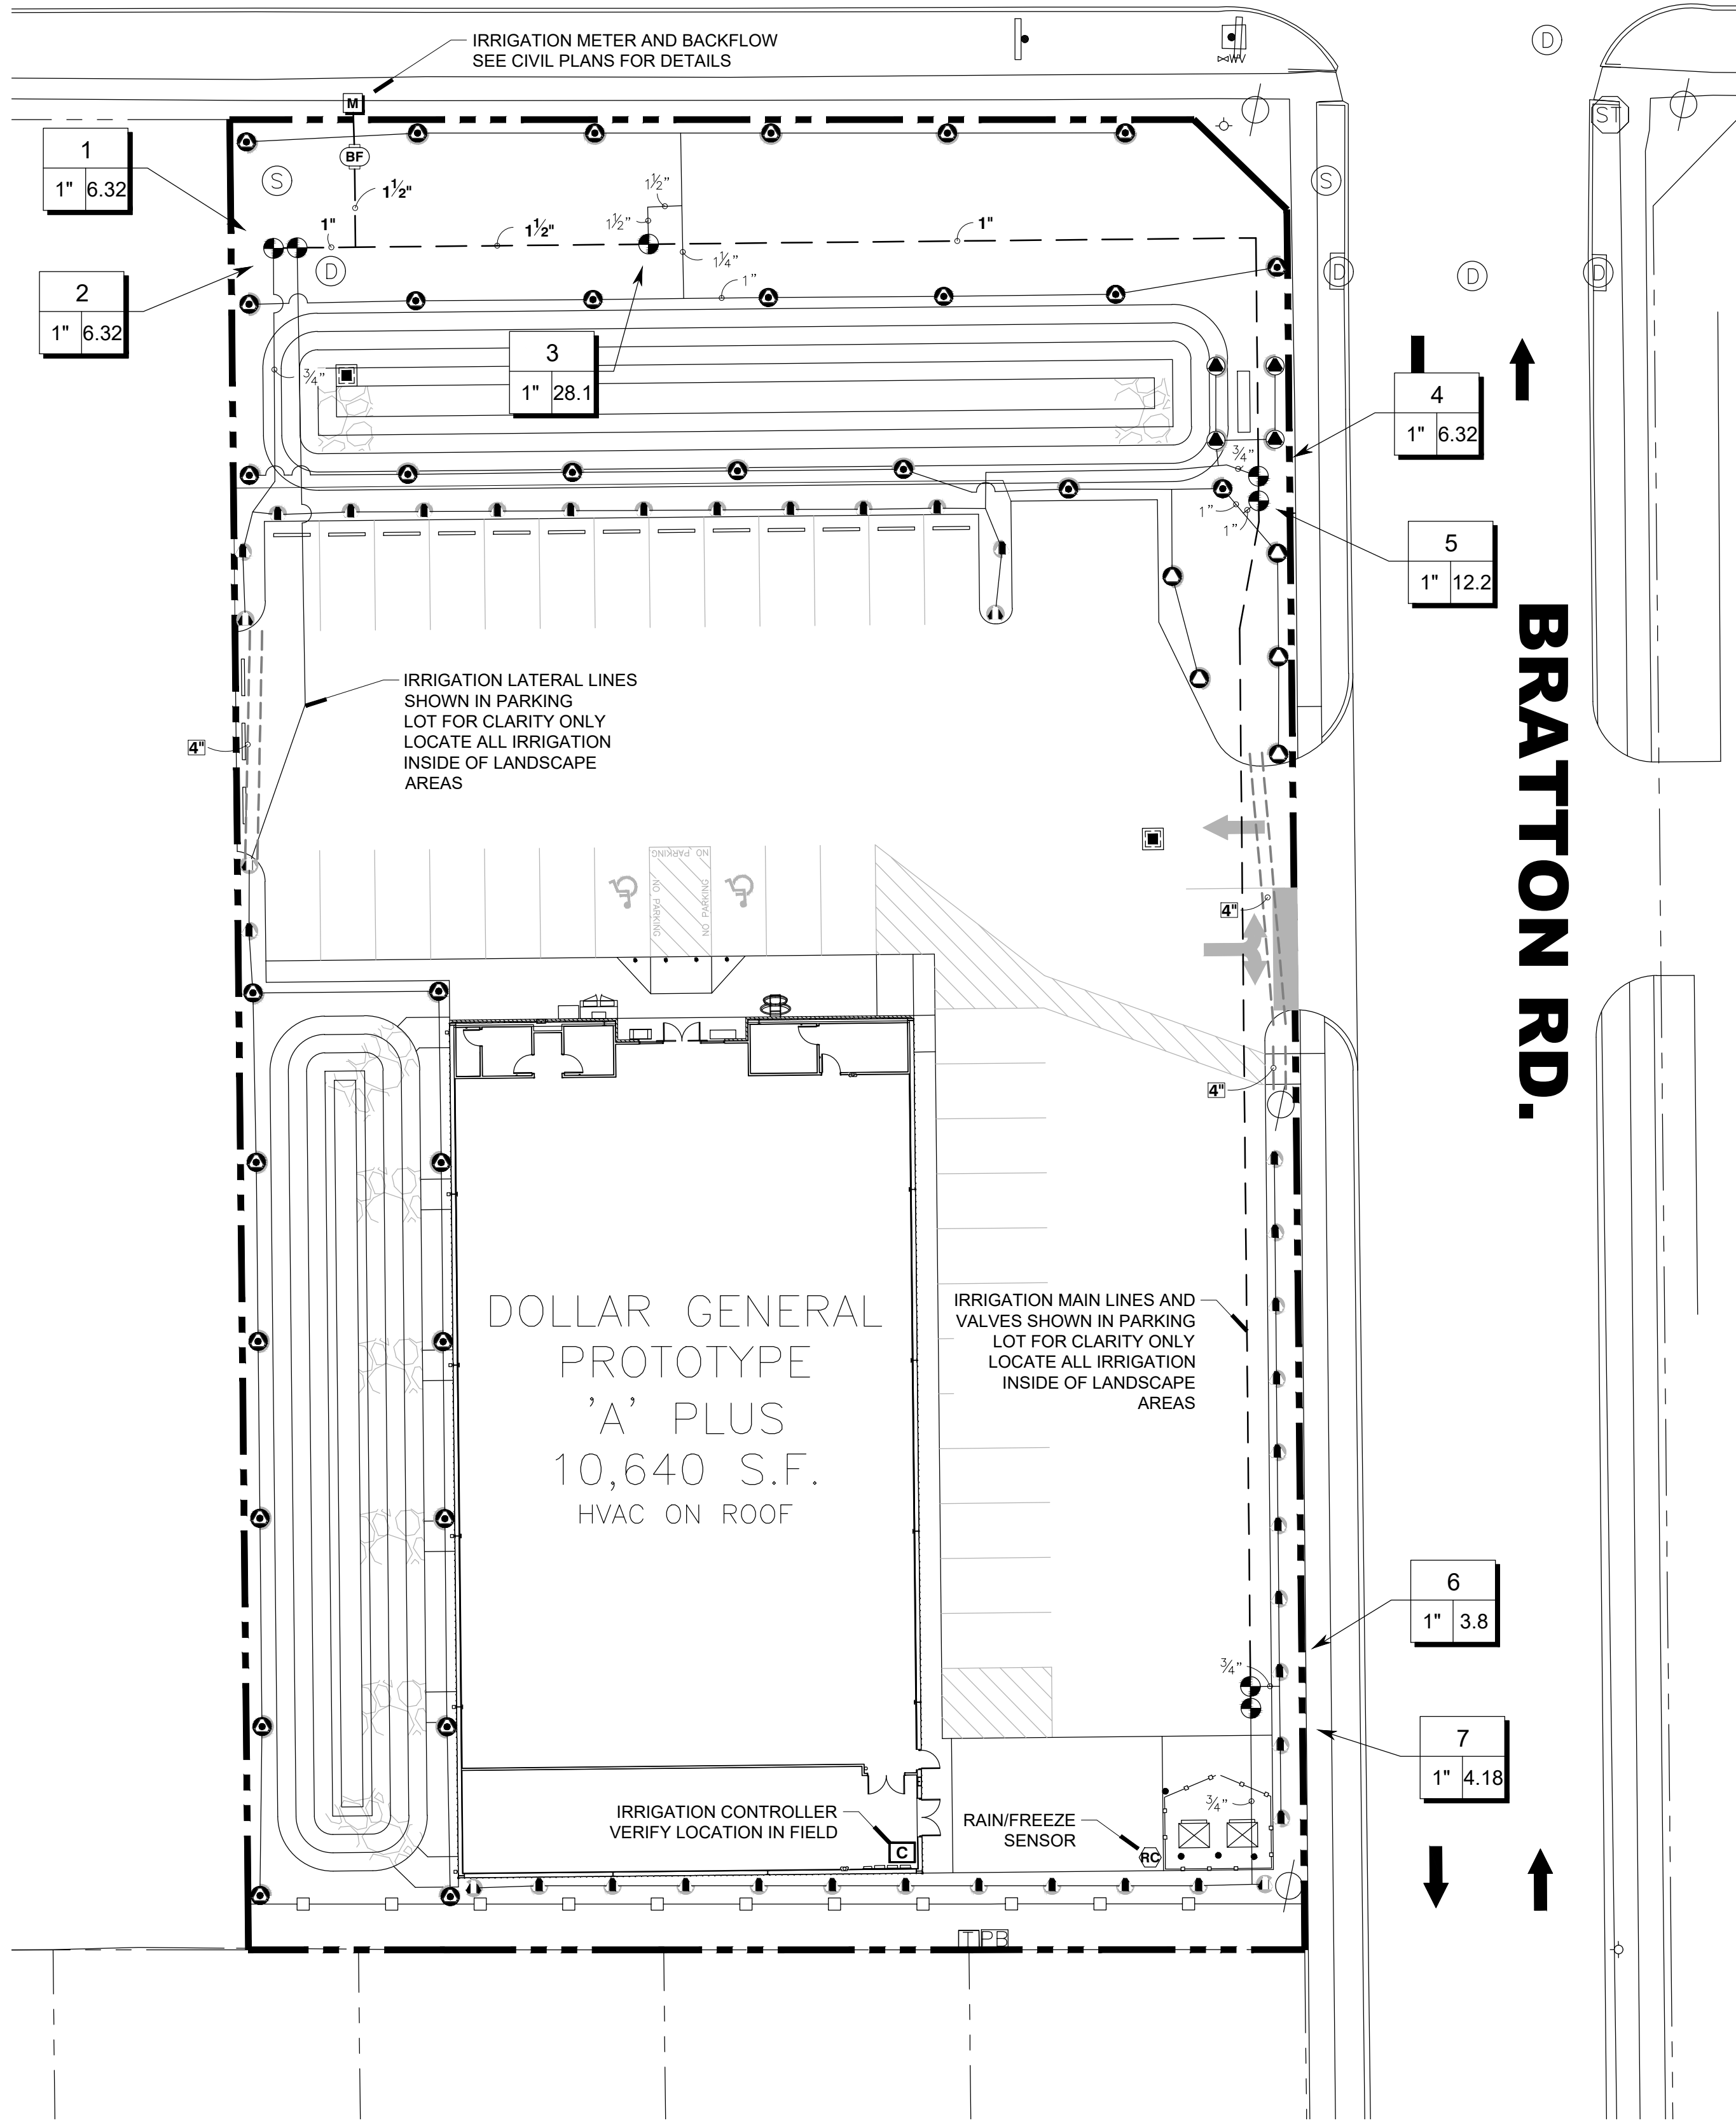 IRRIGATION METER AND BACKFLOW
SEE CIVIL PLANS FOR DETAILS
D
M
ST
BF
S
S
1
1" 6.32
1½"
1½"
1½"
1"
1½"
1"
D
1¼"
1"
D
D
D
2
1" 6.32
3
1" 28.1
¾"
4
1" 6.32
¾"
1"
1"
5
1" 12.2
BRATTON RD.
IRRIGATION LATERAL LINES
SHOWN IN PARKING
LOT FOR CLARITY ONLY
LOCATE ALL IRRIGATION
INSIDE OF LANDSCAPE
AREAS
4"
NO PARKING
NO PARKING
NO PARKING
4"
4"
DOLLAR GENERAL
PROTOTYPE
'A' PLUS
10,640 S.F.
HVAC ON ROOF
IRRIGATION MAIN LINES AND
VALVES SHOWN IN PARKING
LOT FOR CLARITY ONLY
LOCATE ALL IRRIGATION
INSIDE OF LANDSCAPE
AREAS
6
1" 3.8
¾"
7
1" 4.18
¾"
IRRIGATION CONTROLLER
VERIFY LOCATION IN FIELD
C
RAIN/FREEZE
SENSOR
RC
T PB